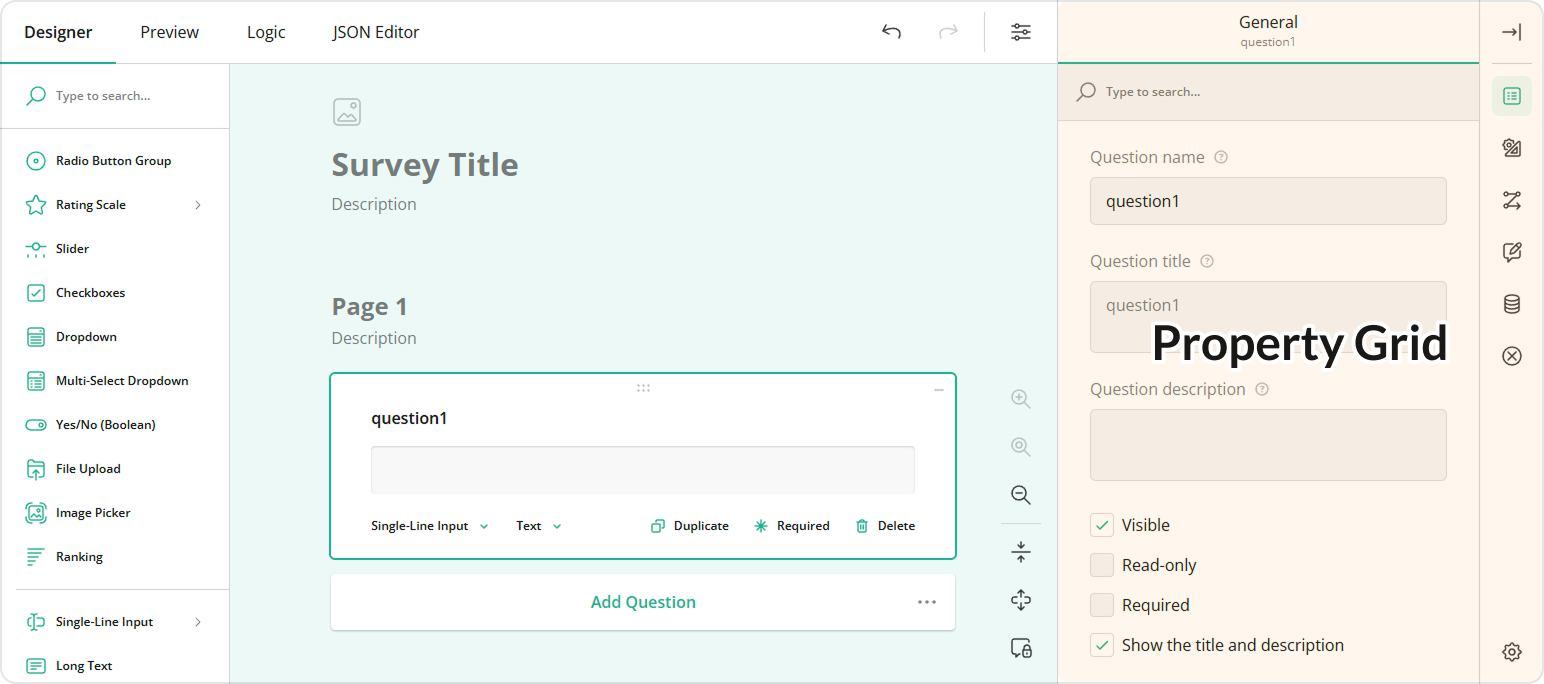 Designer
Preview
Logic
JSON Editor
General
question1
Type to search...
Radio Button Group
Rating Scale
Slider
Checkboxes
Dropdown
Multi-Select Dropdown
Yes/No (Boolean)
File Upload
Image Picker
Ranking
Single-Line Input
Long Text
Survey Title
Description
Page 1
Description
question1
Single-Line Input
Text
Duplicate
Required
Delete
Add Question
Type to search...
Question name
question1
Question title
question1
Property Grid
Question description
Visible
Read-only
Required
Show the title and description